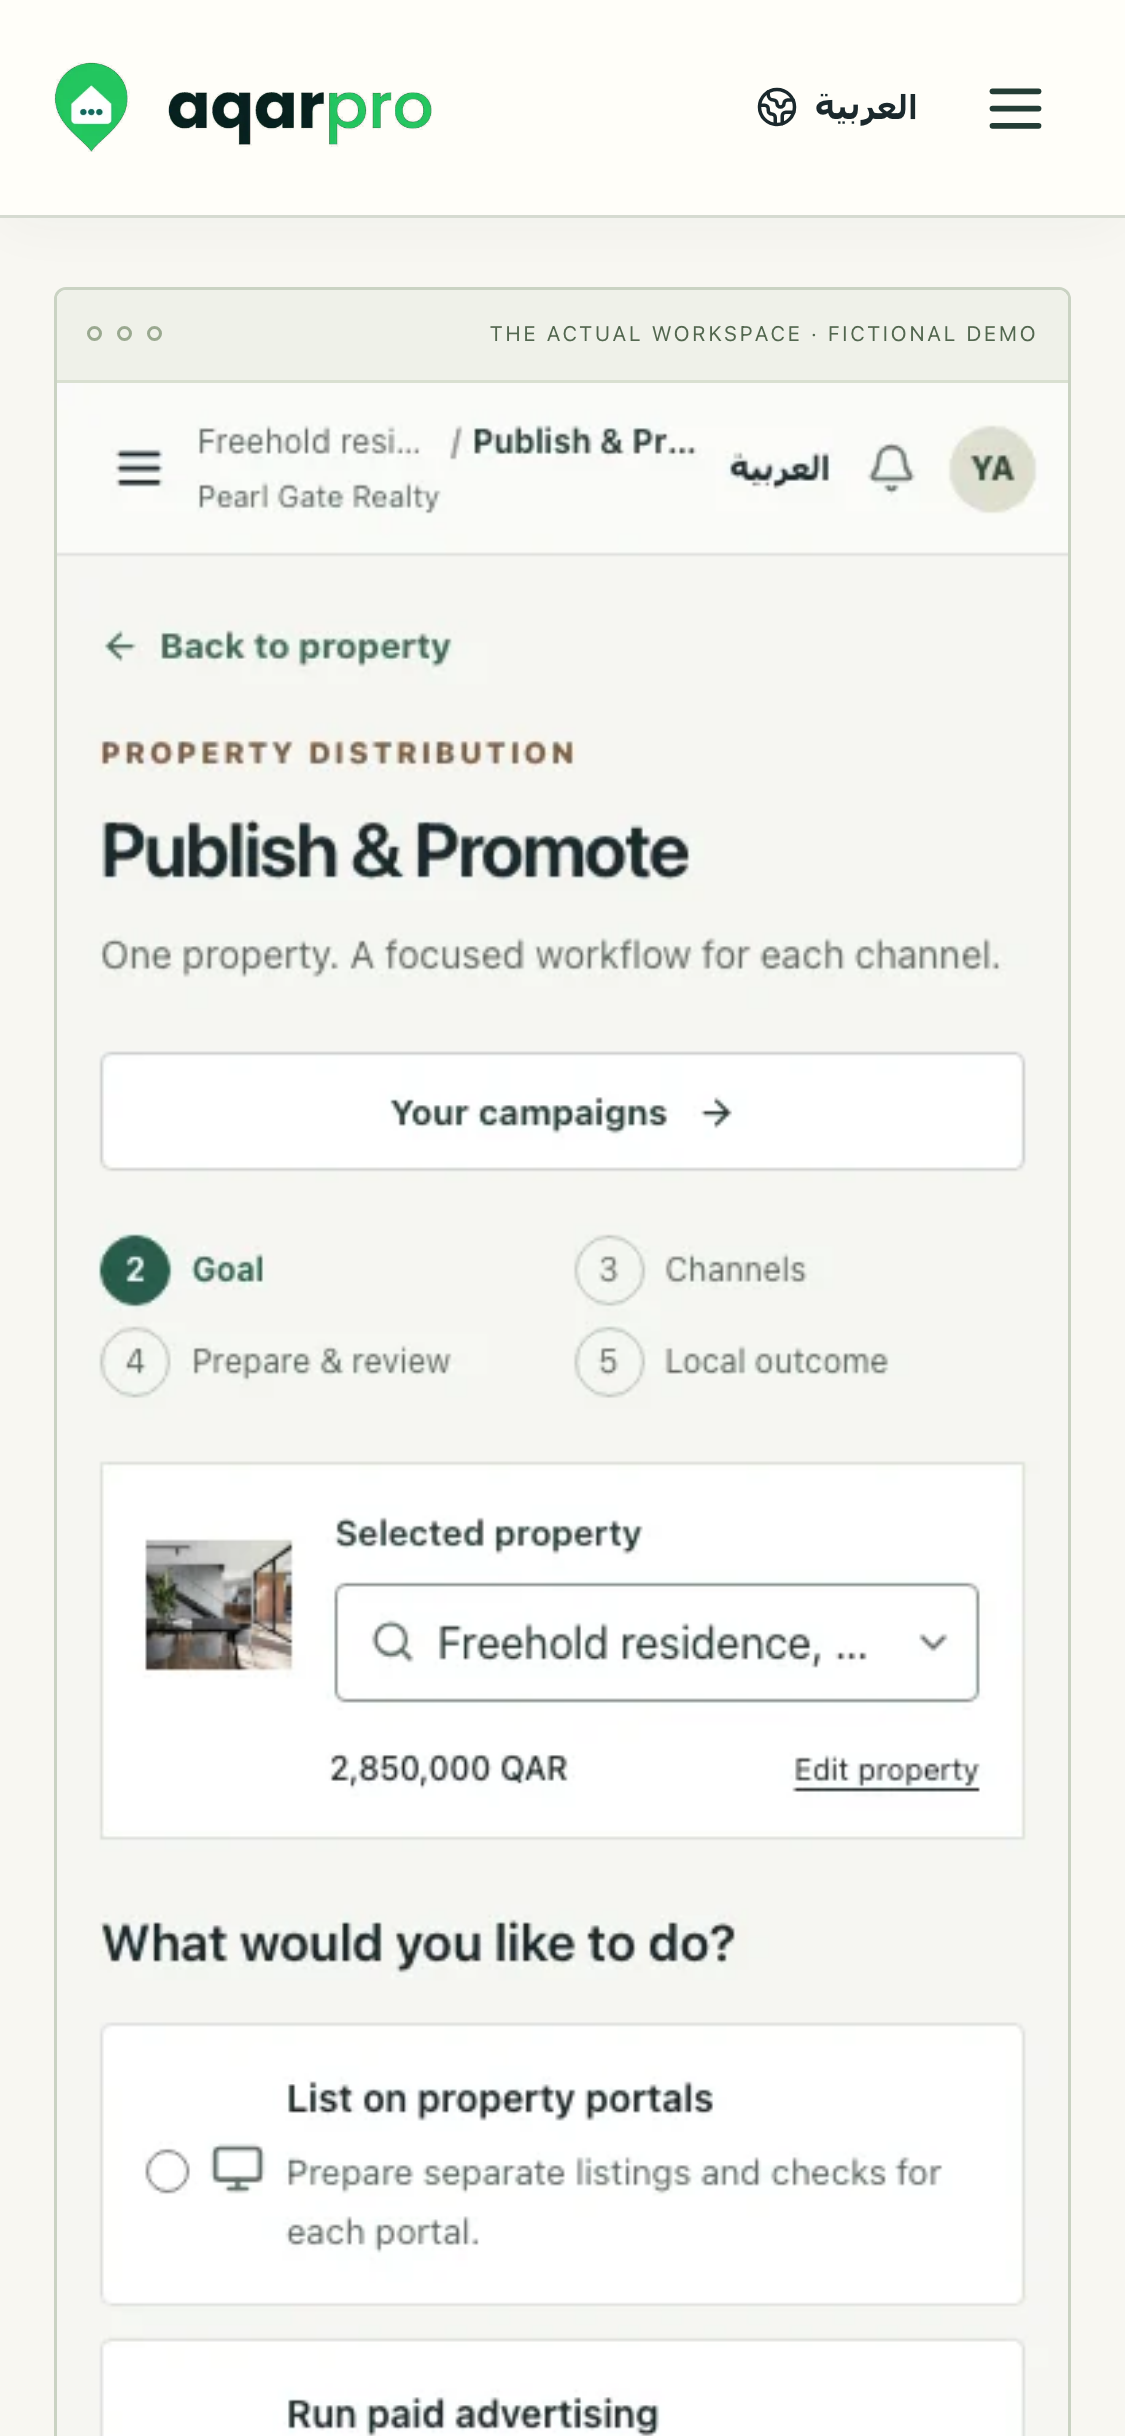 aqarpro
العربية
THE ACTUAL WORKSPACE · FICTIONAL DEMO
Freehold resi... / Publish & Pr...
Pearl Gate Realty
العربية
YA
Back to property
PROPERTY DISTRIBUTION
Publish & Promote
One property. A focused workflow for each channel.
Your campaigns
2 Goal
3 Channels
4 Prepare & review
5 Local outcome
Selected property
Freehold residence, ...
2,850,000 QAR
Edit property
What would you like to do?
List on property portals
Prepare separate listings and checks for
each portal.
Run paid advertising